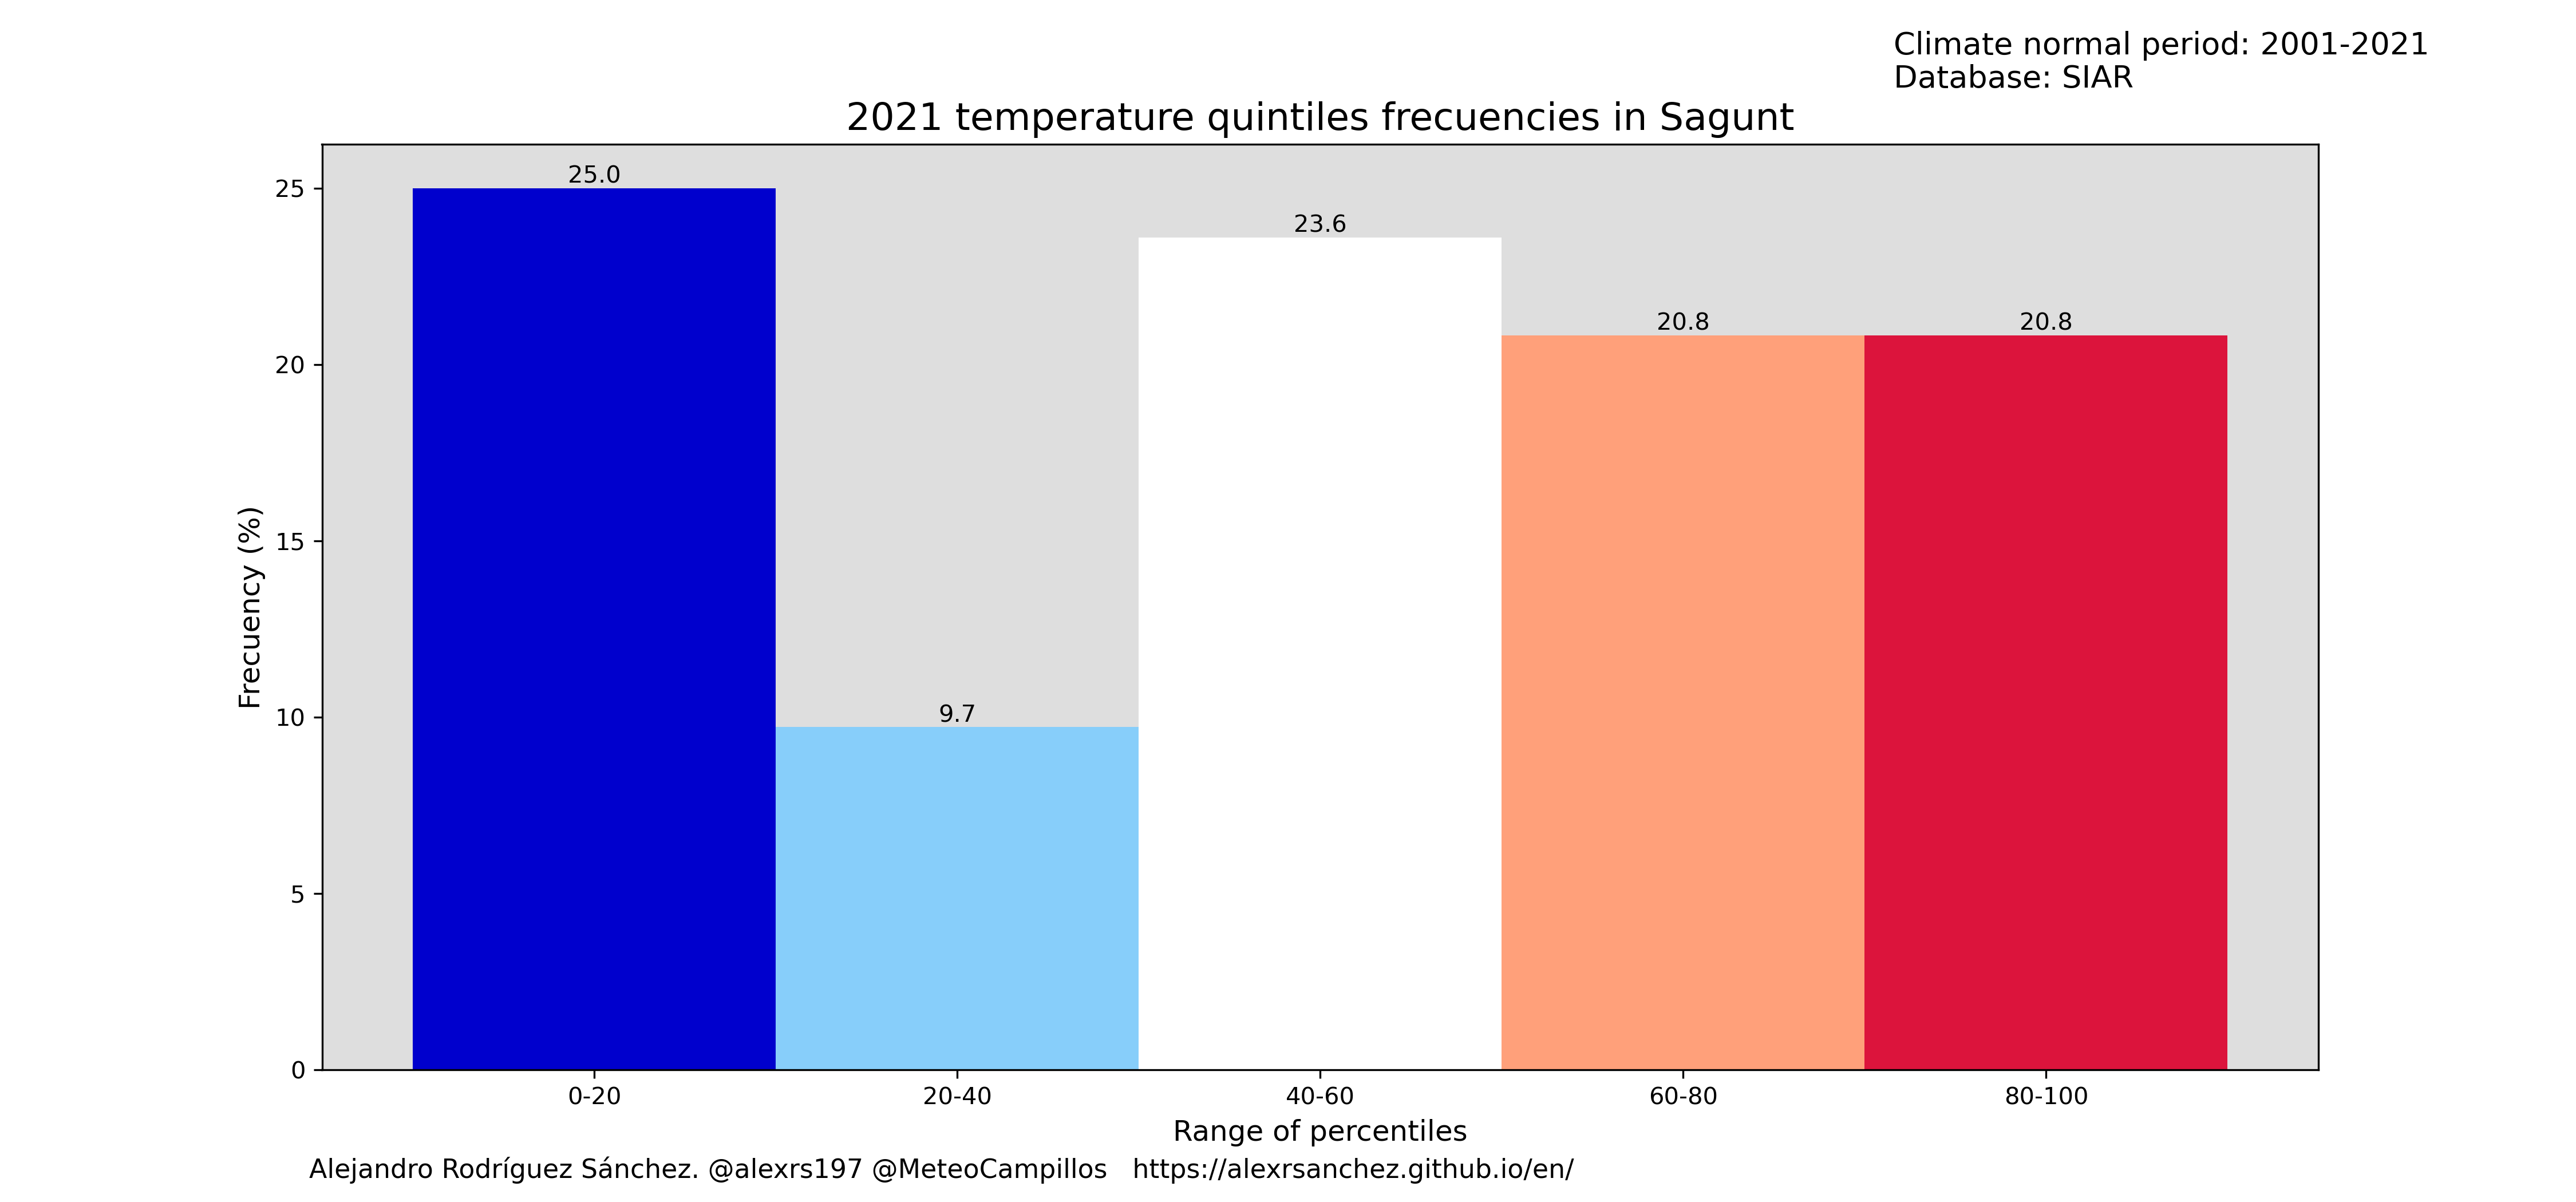 Climate normal period: 2001-2021
Database: SIAR
2021 temperature quintiles frecuencies in Sagunt
25.0
23.6
20.8
20.8
9.7
Frecuency (%)
25
20
15
10
5
0
0-20
20-40
40-60
60-80
80-100
Range of percentiles
Alejandro Rodríguez Sánchez. @alexrs197 @MeteoCampillos https://alexrsanchez.github.io/en/